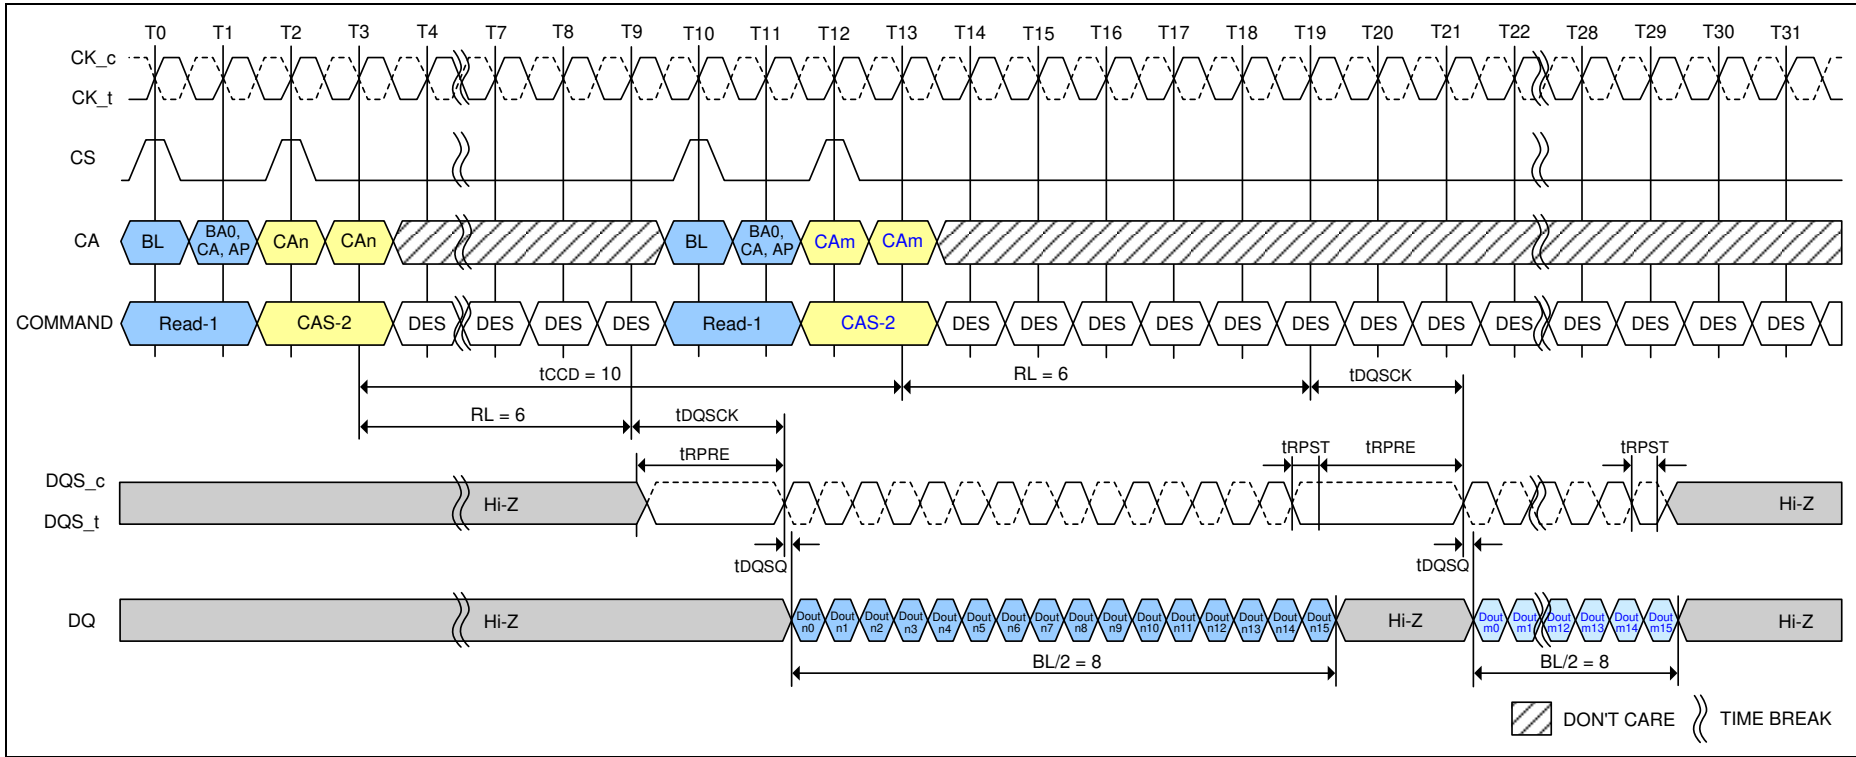 T0 T1 T2 T3 T4 T7 T8 T9 T10 T11 T12 T13 T14 T15 T16 T17 T18 T19 T20 T21 T22 T28 T29 T30 T31
CK_c
CK_t
CS
CA BL BA0, CA, AP CAn CAn BL BA0, CA, AP CAm CAm
COMMAND Read-1 CAS-2 DES DES DES DES Read-1 CAS-2 DES DES DES DES DES DES DES DES DES DES DES DES DES
tCCD = 10 RL = 6 tDQSCK
RL = 6 tDQSCK
tRPRE tRPST tRPRE tRPST
DQS_c
Hi-Z Hi-Z
DQS_t
tDQSQ tDQSQ
DQ Hi-Z Dout n0 Dout n1 Dout n2 Dout n3 Dout n4 Dout n5 Dout n6 Dout n7 Dout n8 Dout n9 Dout n10 Dout n11 Dout n12 Dout n13 Dout n14 Dout n15 Hi-Z Dout m0 Dout m1 Dout m12 Dout m13 Dout m14 Dout m15 Hi-Z
BL/2 = 8 BL/2 = 8
DON'T CARE TIME BREAK